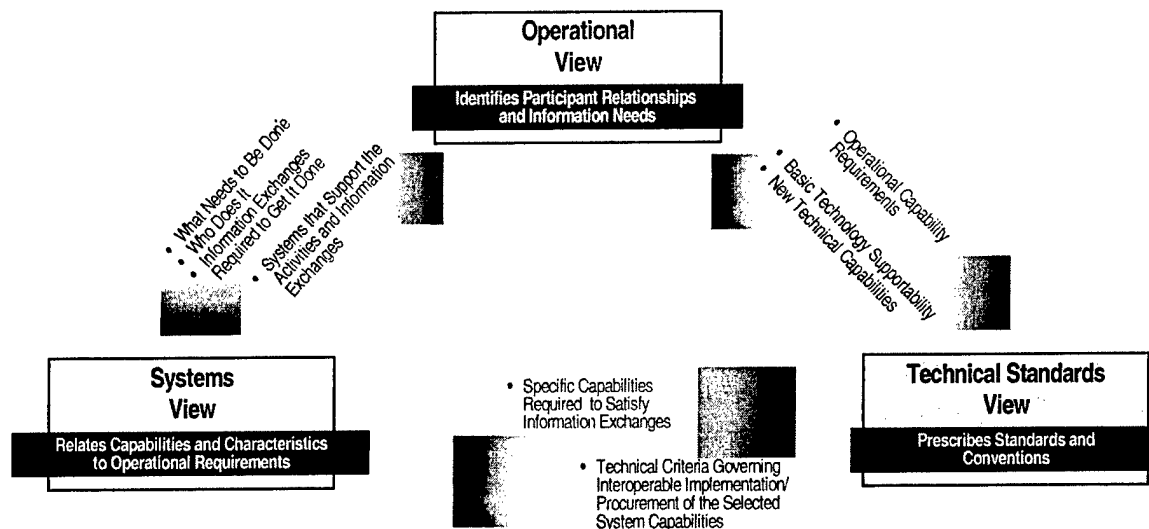 Operational
View
Identifies Participant Relationships
and Information Needs
• What Needs to Be Done
• Who Does It
• Information Exchanges
Required to Get It Done
• Systems that Support the
Activities and Information
Exchanges
• Operational Capability
Requirements
• Basic Technology Supportability
• New Technical Capabilities
Systems
View
Relates Capabilities and Characteristics
to Operational Requirements
• Specific Capabilities
Required to Satisfy
Information Exchanges
• Technical Criteria Governing
Interoperable Implementation/
Procurement of the Selected
System Capabilities
Technical Standards
View
Prescribes Standards and
Conventions